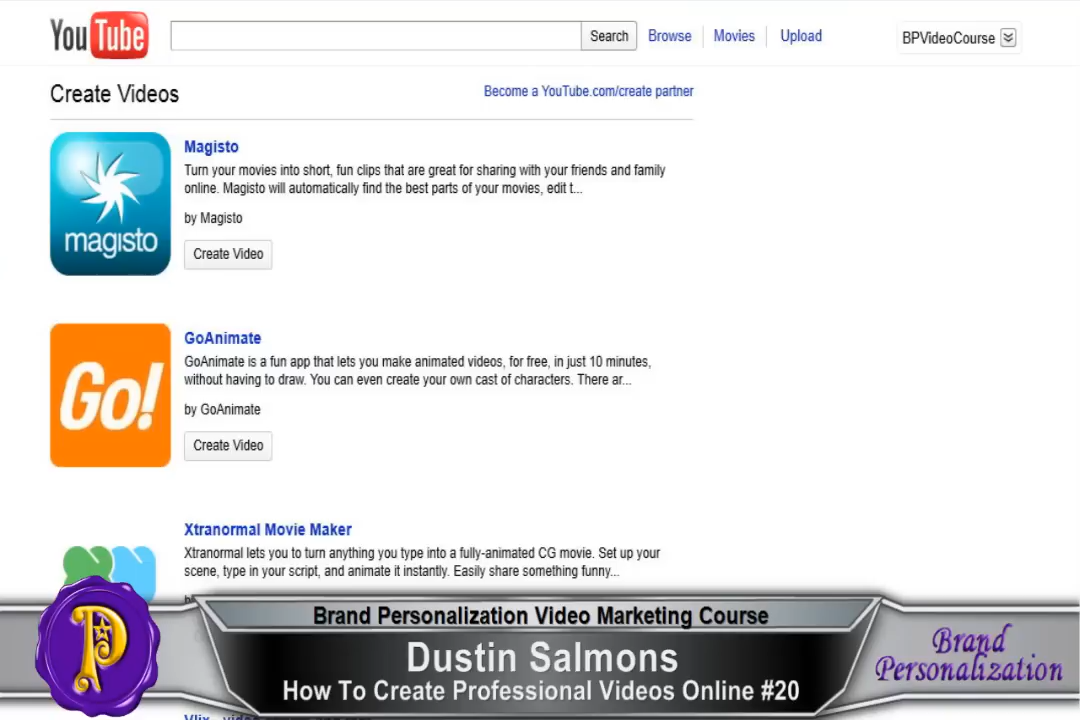 YouTube
Search
Browse
Movies
Upload
BPVideoCourse
Create Videos
Become a YouTube.com/create partner
magisto
Magisto
Turn your movies into short, fun clips that are great for sharing with your friends and family
online. Magisto will automatically find the best parts of your movies, edit t...
by Magisto
Create Video
Go!
GoAnimate
GoAnimate is a fun app that lets you make animated videos, for free, in just 10 minutes,
without having to draw. You can even create your own cast of characters. There ar...
by GoAnimate
Create Video
Xtranormal Movie Maker
Xtranormal lets you to turn anything you type into a fully-animated CG movie. Set up your
scene, type in your script, and animate it instantly. Easily share something funny...
Brand Personalization Video Marketing Course
Dustin Salmons
How To Create Professional Videos Online #20
P
Brand
Personalization